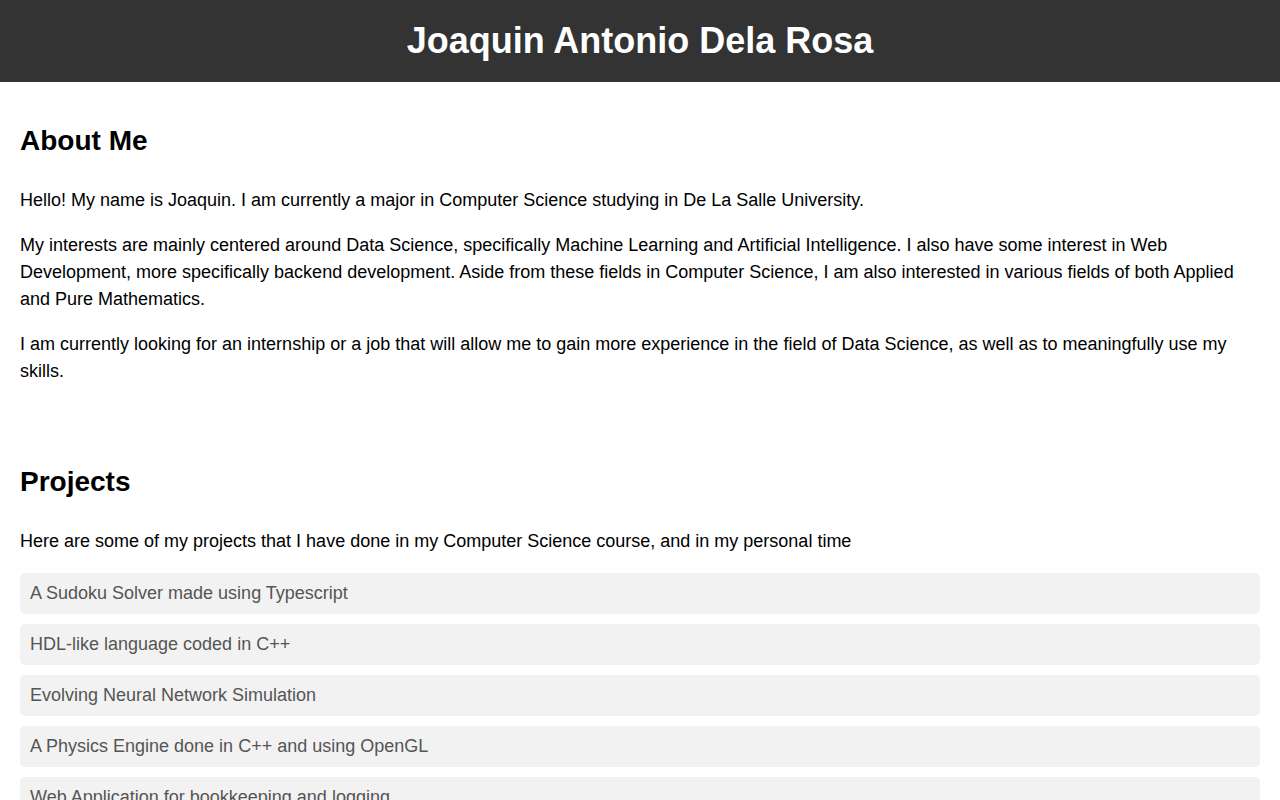 Joaquin Antonio Dela Rosa
About Me
Hello! My name is Joaquin. I am currently a major in Computer Science studying in De La Salle University.
My interests are mainly centered around Data Science, specifically Machine Learning and Artificial Intelligence. I also have some interest in Web
Development, more specifically backend development. Aside from these fields in Computer Science, I am also interested in various fields of both Applied
and Pure Mathematics.
I am currently looking for an internship or a job that will allow me to gain more experience in the field of Data Science, as well as to meaningfully use my
skills.
Projects
Here are some of my projects that I have done in my Computer Science course, and in my personal time
A Sudoku Solver made using Typescript
HDL-like language coded in C++
Evolving Neural Network Simulation
A Physics Engine done in C++ and using OpenGL
Web Application for bookkeeping and logging